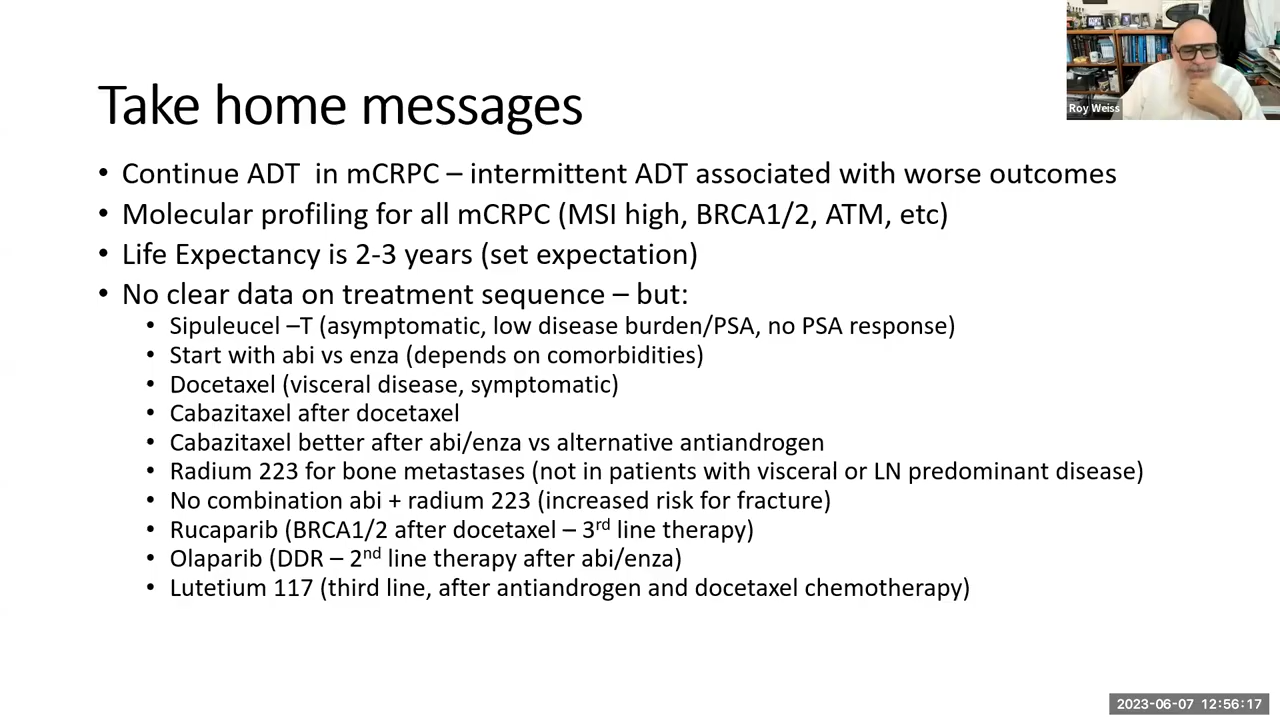 Roy Weiss
Take home messages
• Continue ADT  in mCRPC – intermittent ADT associated with worse outcomes
• Molecular profiling for all mCRPC (MSI high, BRCA1/2, ATM, etc)
• Life Expectancy is 2-3 years (set expectation)
• No clear data on treatment sequence – but:
• Sipuleucel –T (asymptomatic, low disease burden/PSA, no PSA response)
• Start with abi vs enza (depends on comorbidities)
• Docetaxel (visceral disease, symptomatic)
• Cabazitaxel after docetaxel
• Cabazitaxel better after abi/enza vs alternative antiandrogen
• Radium 223 for bone metastases (not in patients with visceral or LN predominant disease)
• No combination abi + radium 223 (increased risk for fracture)
• Rucaparib (BRCA1/2 after docetaxel – 3rd line therapy)
• Olaparib (DDR – 2nd line therapy after abi/enza)
• Lutetium 117 (third line, after antiandrogen and docetaxel chemotherapy)
2023-06-07 12:56:17